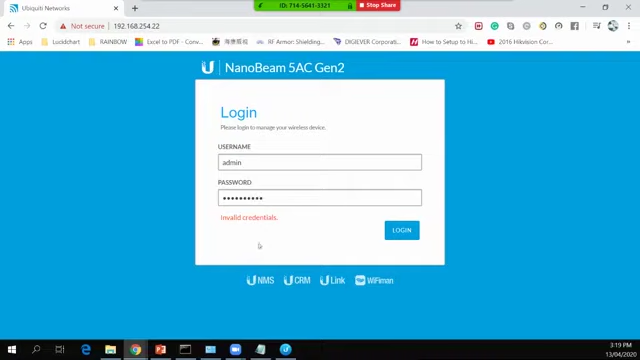 Ubiquiti Networks
ID: 714-5641-3321
Stop Share
Not secure
192.168.254.22
Apps
Lucidchart
RAINBOW
Excel to PDF - Conv...
RF Armor: Shielding...
DIGIEVER Corporati...
How to Setup in Hi...
2016 Hikvision Cor...
NanoBeam 5AC Gen2
Login
Please login to manage your wireless device.
USERNAME
admin
PASSWORD
Invalid credentials.
LOGIN
NMS
CRM
Link
WiFiman
3:19 PM
13/04/2020